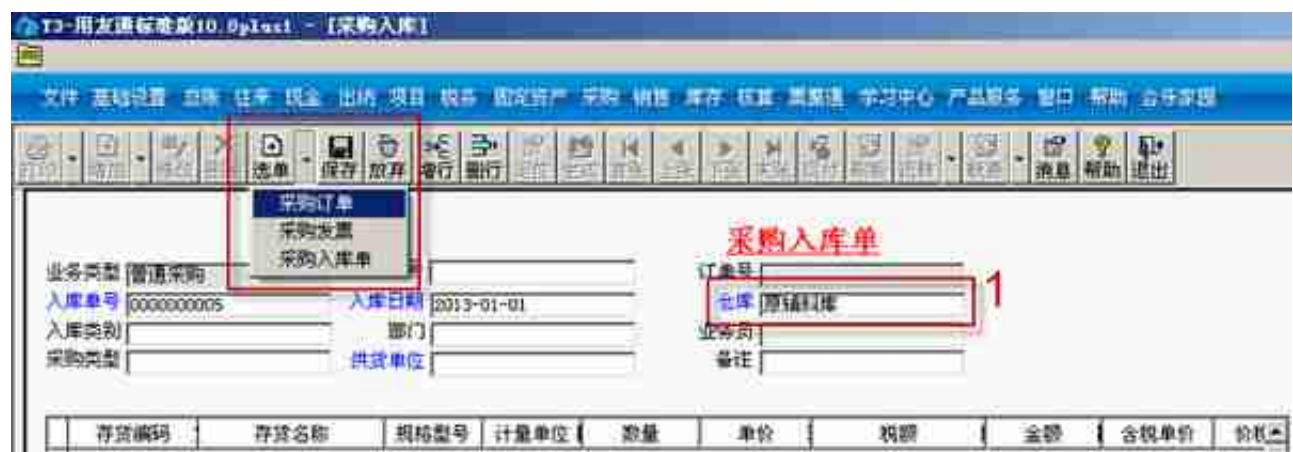 T3-用友通标准版10.8plus1 - [采购入库]
文件 基础设置 总账 往来 现金 出纳 项目 税务 固定资产 采购 销售 库存 核算 票据通 学习中心 产品服务 窗口 帮助 会计家园
选单 保存 放弃 增行 删行 消息 帮助 退出
采购订单
采购发票
采购入库单
采购入库单
业务类型 普通采购 订单号
入库单号 0000000005 入库日期 2013-01-01 仓库 原辅料库 1
入库类别 部门 业务员
采购类型 供货单位 备注
存货编码 存货名称 规格型号 计量单位 数量 单价 税额 金额 含税单价